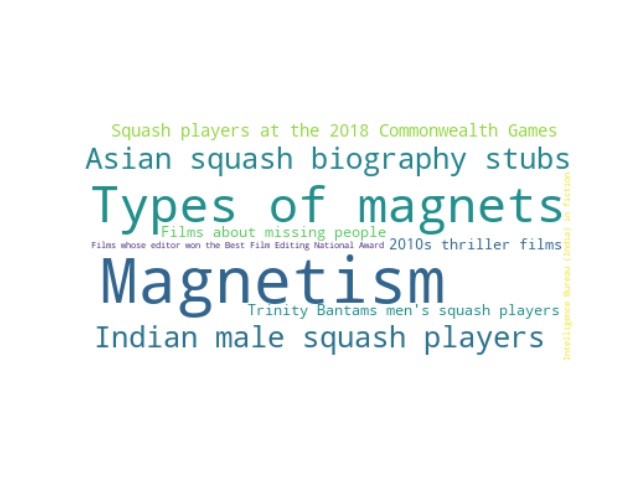 Squash players at the 2018 Commonwealth Games
Asian squash biography stubs
Types of magnets
Films about missing people
Films whose editor won the Best Film Editing National Award
2010s thriller films
Magnetism
Trinity Bantams men's squash players
Indian male squash players
Intelligence Bureau (India) in fiction